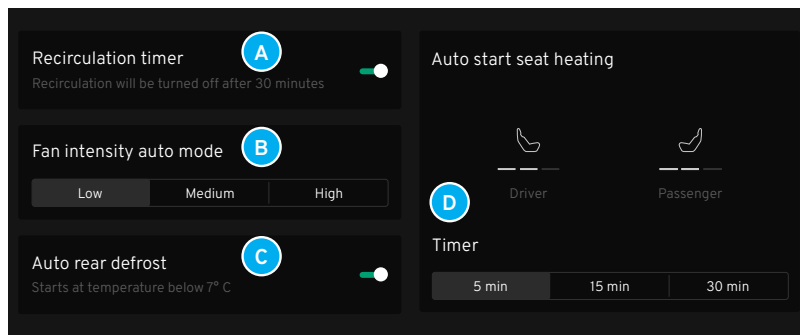 Recirculation timer
A
Recirculation will be turned off after 30 minutes
Fan intensity auto mode
B
Low Medium High
Auto rear defrost
C
Starts at temperature below 7° C
Auto start seat heating
Driver Passenger
D
Timer
5 min 15 min 30 min